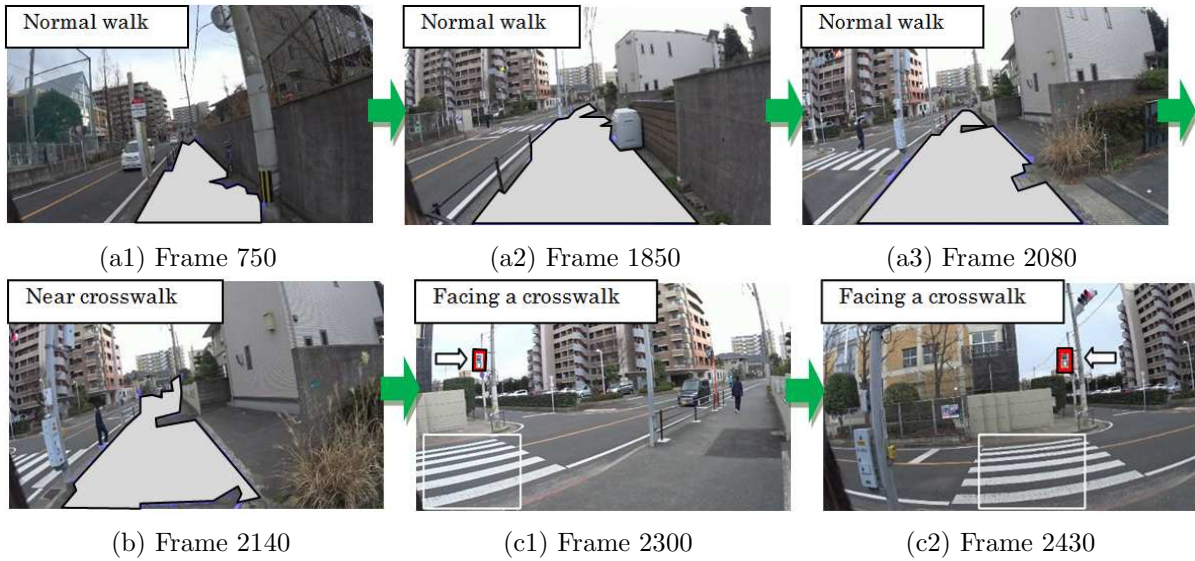 Normal walk
Normal walk
Normal walk
(a1) Frame 750
(a2) Frame 1850
(a3) Frame 2080
Near crosswalk
Facing a crosswalk
Facing a crosswalk
(b) Frame 2140
(c1) Frame 2300
(c2) Frame 2430